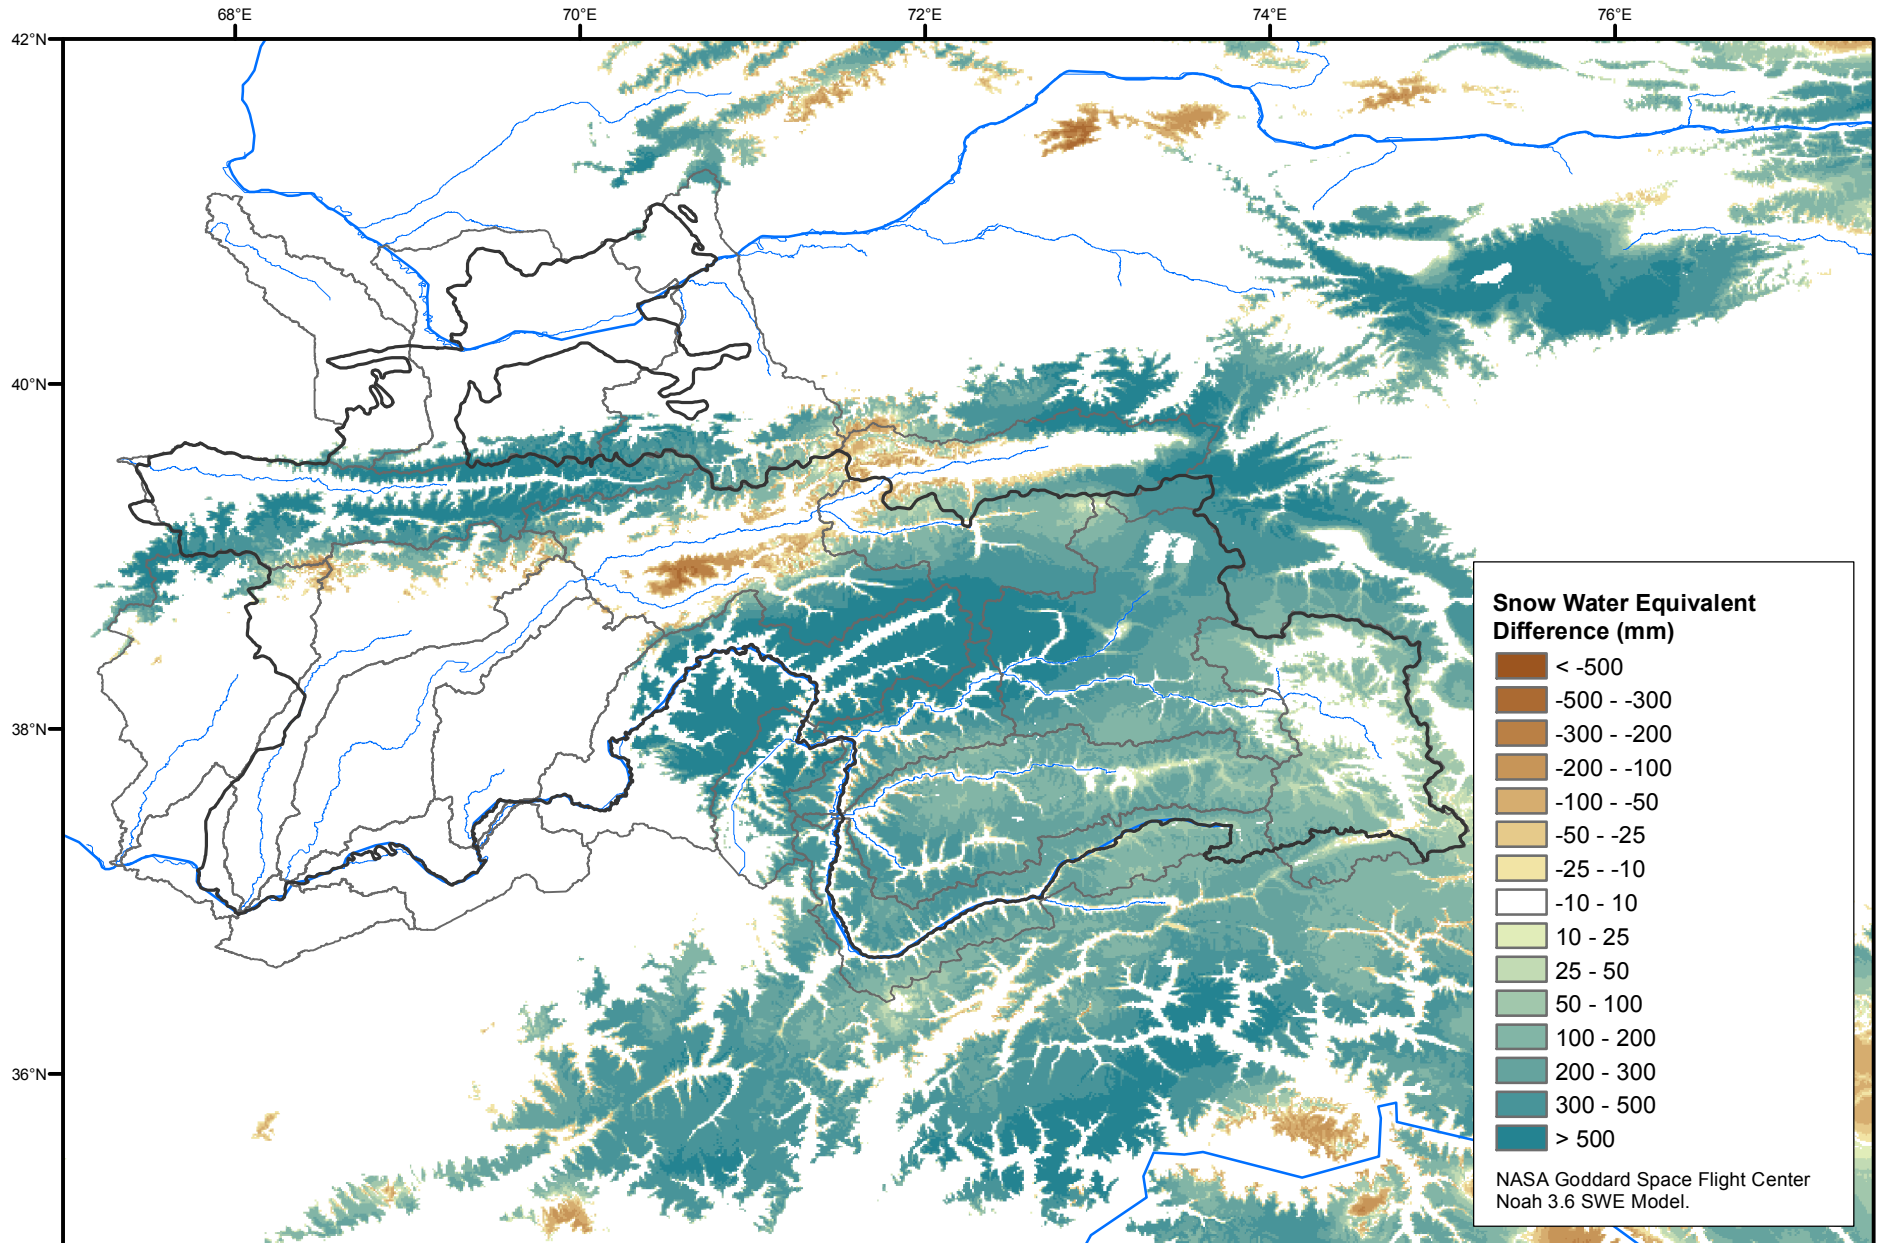 68°E
70°E
72°E
74°E
76°E
42°N
40°N
38°N
36°N
Snow Water Equivalent
Difference (mm)
< -500
-500 - -300
-300 - -200
-200 - -100
-100 - -50
-50 - -25
-25 - -10
-10 - 10
10 - 25
25 - 50
50 - 100
100 - 200
200 - 300
300 - 500
> 500
NASA Goddard Space Flight Center
Noah 3.6 SWE Model.